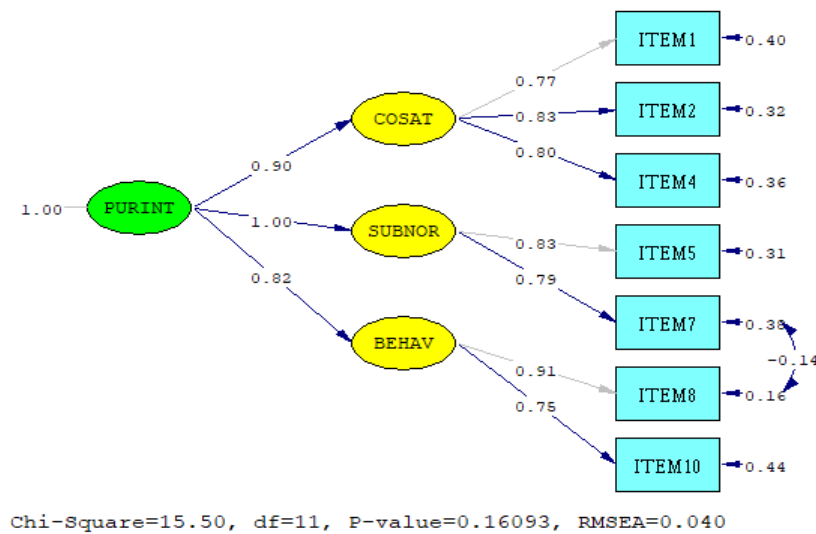 ITEM1
0.40
0.77
COSAT
0.83
ITEM2
0.32
0.80
0.90
ITEM4
0.36
1.00
PURINT
1.00
SUBNOR
0.83
ITEM5
0.31
0.79
0.82
ITEM7
0.38
BEHAV
-0.14
0.91
ITEM8
0.16
0.75
ITEM10
0.44
Chi-Square=15.50, df=11, P-value=0.16093, RMSEA=0.040